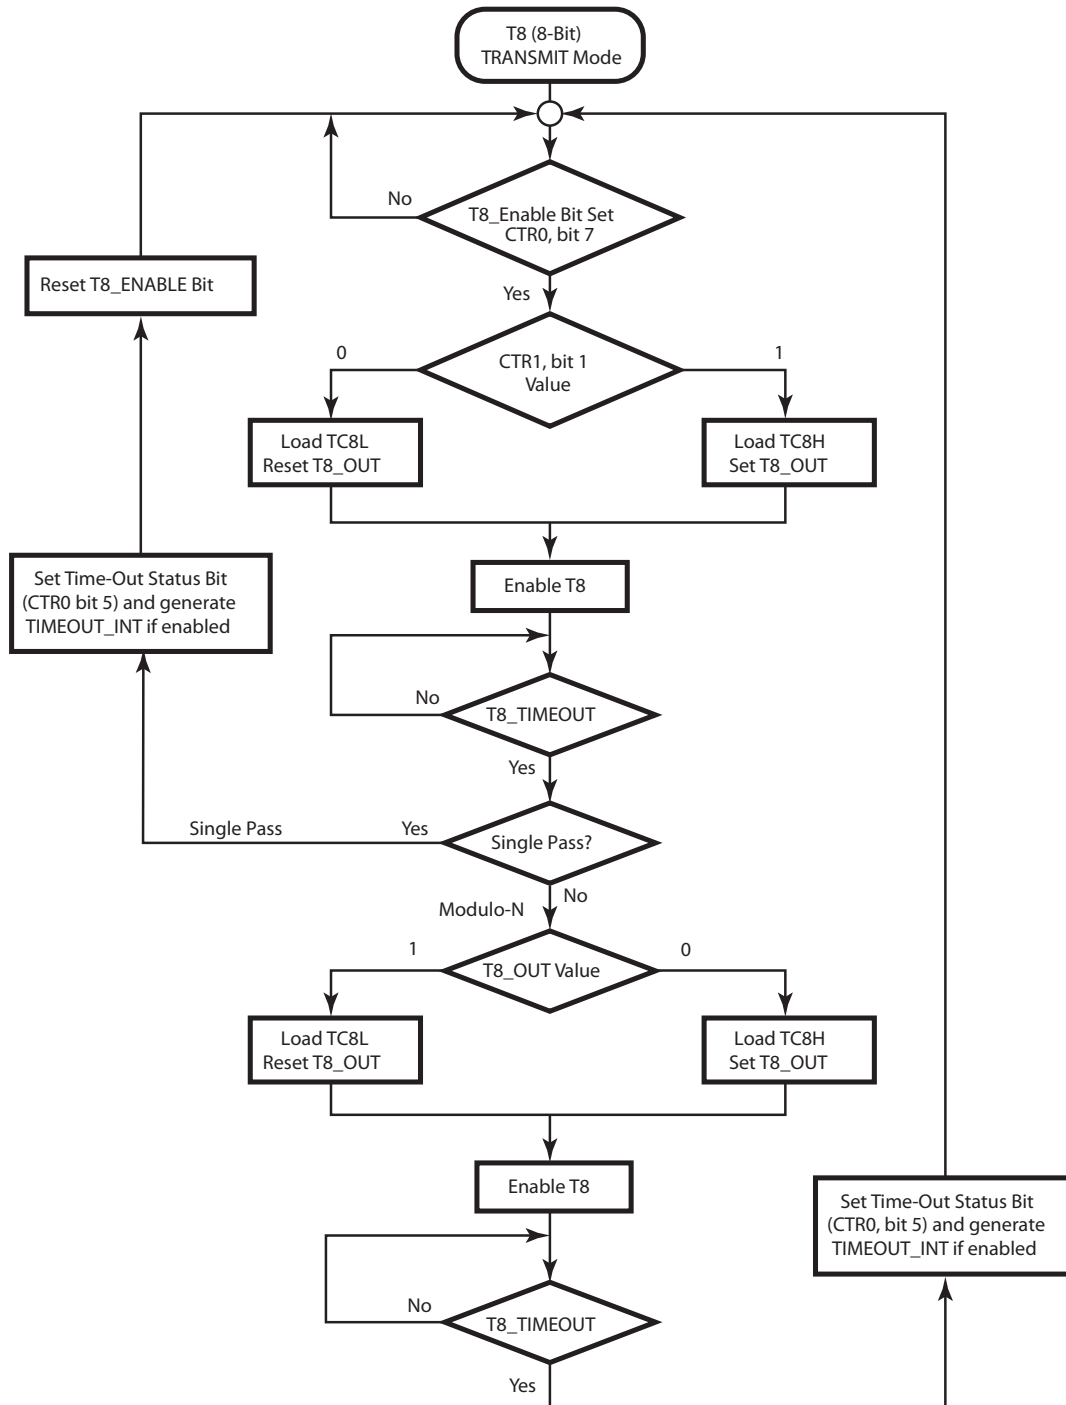 T8 (8-Bit)
TRANSMIT Mode
No
T8_Enable Bit Set
CTR0, bit 7
Reset T8_ENABLE Bit
Yes
0
CTR1, bit 1
Value
1
Load TC8L
Reset T8_OUT
Load TC8H
Set T8_OUT
Set Time-Out Status Bit
(CTR0 bit 5) and generate
TIMEOUT_INT if enabled
Enable T8
No
T8_TIMEOUT
Yes
Single Pass
Yes
Single Pass?
No
Modulo-N
1
T8_OUT Value
0
Load TC8L
Reset T8_OUT
Load TC8H
Set T8_OUT
Enable T8
Set Time-Out Status Bit
(CTR0, bit 5) and generate
TIMEOUT_INT if enabled
No
T8_TIMEOUT
Yes